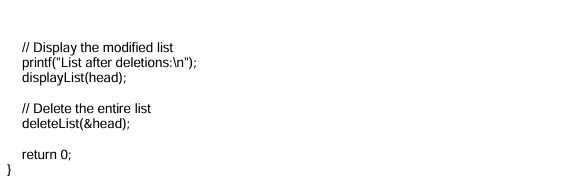 // Display the modified list
printf("List after deletions:\n");
displayList(head);
// Delete the entire list
deleteList(&head);
return 0;
}